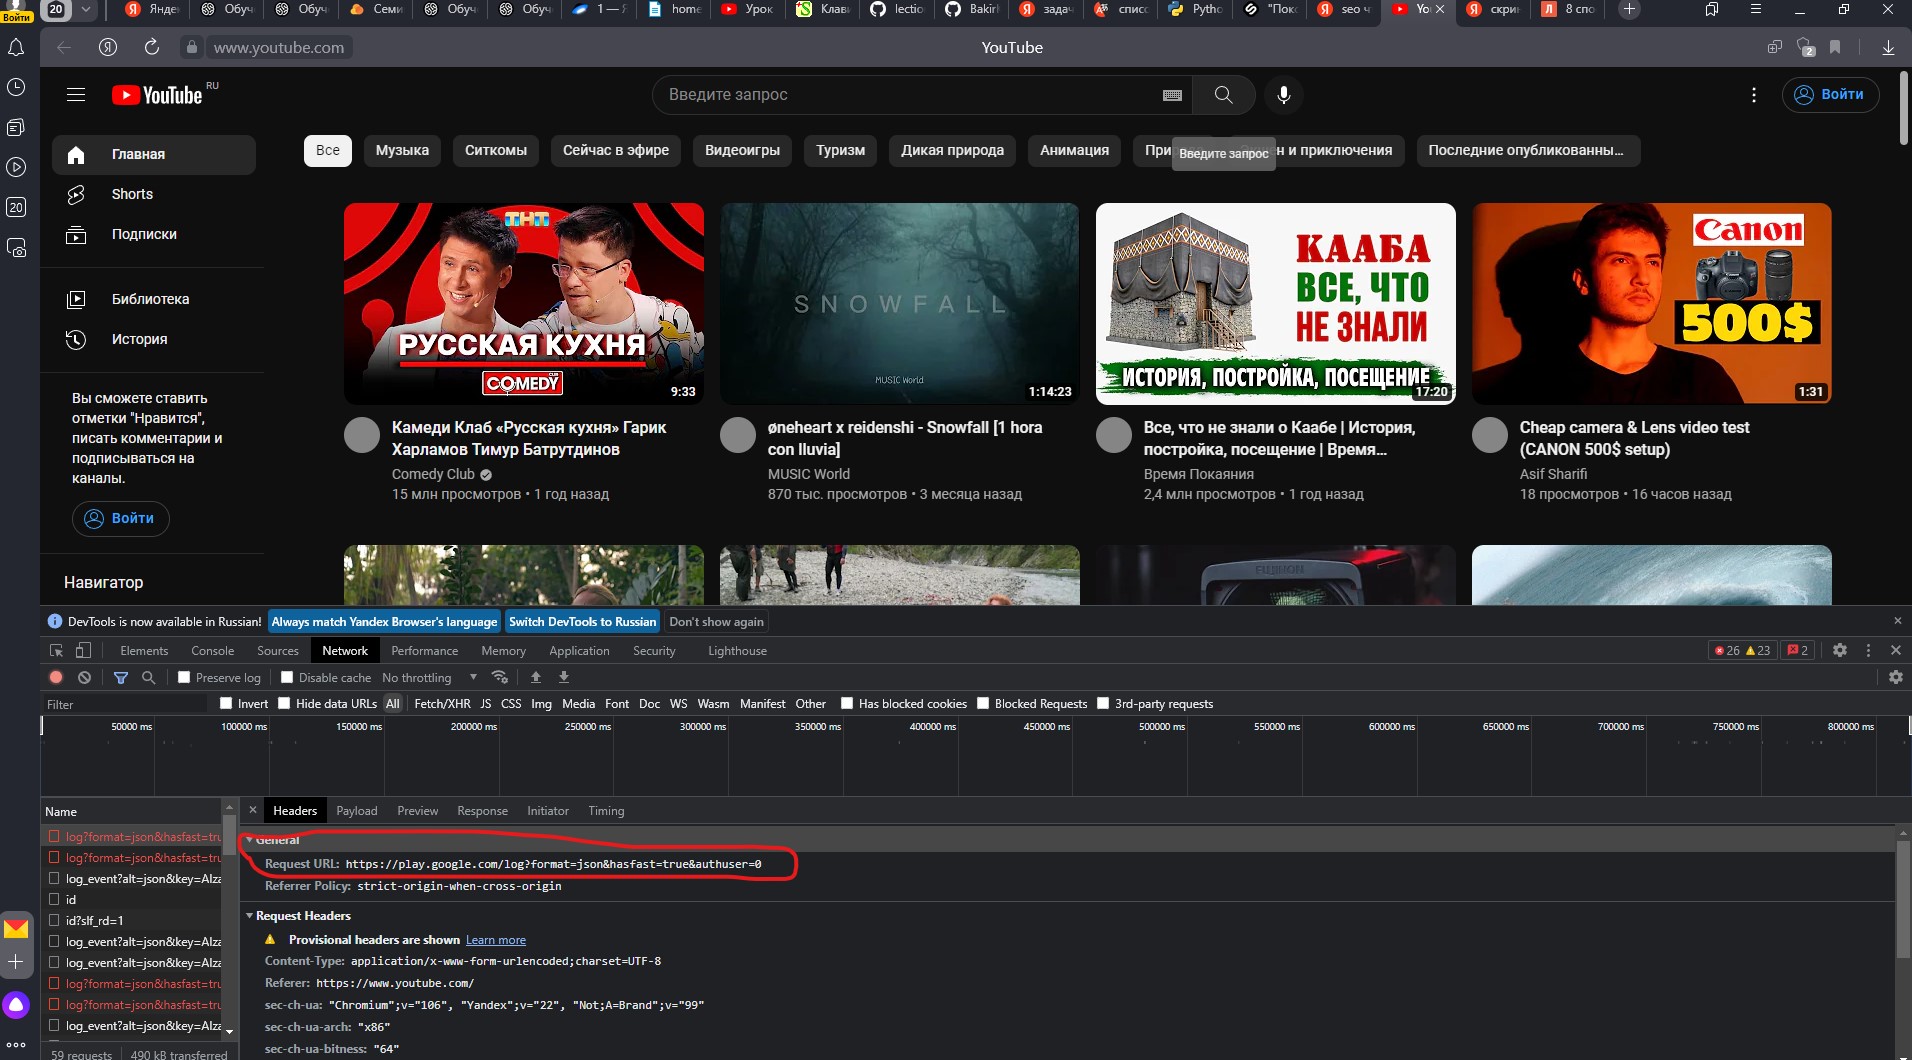 Войти
20
Янде
Обуч
Обуч
Семи
Обуч
Обуч
1 — Я
home
Урок
Клав
lectio
Bakir
задач
спис
Pytho
"Пок
seo ч
Yo
скри
8 спо
www.youtube.com
YouTube
2
YouTube RU
Введите запрос
Войти
Все
Музыка
Ситкомы
Сейчас в эфире
Видеоигры
Туризм
Дикая природа
Анимация
При
н и приключения
Последние опубликованны...
Введите запрос
Главная
Shorts
Подписки
20
Библиотека
История
Вы сможете ставить
отметки "Нравится",
писать комментарии и
подписываться на
каналы.
Войти
Навигатор
ТНТ
РУССКАЯ КУХНЯ
COMEDY CLUB
9:33
Камеди Клаб «Русская кухня» Гарик
Харламов Тимур Батрутдинов
Comedy Club
15 млн просмотров • 1 год назад
SNOWFALL
MUSIC World
1:14:23
øneheart x reidenshi - Snowfall [1 hora
con lluvia]
MUSIC World
870 тыс. просмотров • 3 месяца назад
КААБА
ВСЕ, ЧТО
НЕ ЗНАЛИ
ИСТОРИЯ, ПОСТРОЙКА, ПОСЕЩЕНИЕ
17:20
Все, что не знали о Каабе | История,
постройка, посещение | Время...
Время Покаяния
2,4 млн просмотров • 1 год назад
Canon
500$
1:31
Cheap camera & Lens video test
(CANON 500$ setup)
Asif Sharifi
18 просмотров • 16 часов назад
FUJINON
DevTools is now available in Russian!
Always match Yandex Browser's language
Switch DevTools to Russian
Don't show again
Elements
Console
Sources
Network
Performance
Memory
Application
Security
Lighthouse
26
23
2
Preserve log
Disable cache
No throttling
Filter
Invert
Hide data URLs
All
Fetch/XHR
JS
CSS
Img
Media
Font
Doc
WS
Wasm
Manifest
Other
Has blocked cookies
Blocked Requests
3rd-party requests
50000 ms
100000 ms
150000 ms
200000 ms
250000 ms
300000 ms
350000 ms
400000 ms
450000 ms
500000 ms
550000 ms
600000 ms
650000 ms
700000 ms
750000 ms
800000 ms
Name
log?format=json&hasfast=tru
log?format=json&hasfast=tru
log_event?alt=json&key=AIza
id
id?slf_rd=1
log_event?alt=json&key=AIza
log_event?alt=json&key=AIza
log?format=json&hasfast=tru
log?format=json&hasfast=tru
log_event?alt=json&key=AIza
59 requests
490 kB transferred
Headers
Payload
Preview
Response
Initiator
Timing
General
Request URL: https://play.google.com/log?format=json&hasfast=true&authuser=0
Referrer Policy: strict-origin-when-cross-origin
Request Headers
Provisional headers are shown Learn more
Content-Type: application/x-www-form-urlencoded;charset=UTF-8
Referer: https://www.youtube.com/
sec-ch-ua: "Chromium";v="106", "Yandex";v="22", "Not;A=Brand";v="99"
sec-ch-ua-arch: "x86"
sec-ch-ua-bitness: "64"